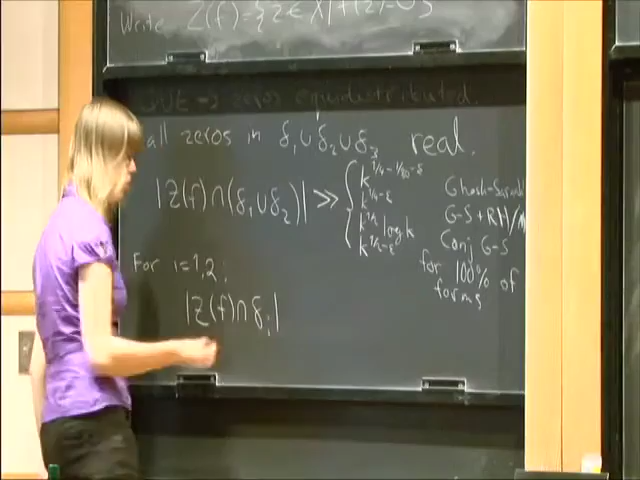 Write Z(f) = {z ∈ X | f(z) = 0}
QUE → zeros equidistributed.
all zeros in δ₁∪δ₂∪δ₃ real.
|Z(f)∩(δ₁∪δ₂)| ≫ { k^{1/4-1/80-ε} Ghosh-Sarnak
k^{1/4-ε} G-S+RH/
k^{1/2} log k Conj G-S
k^{1/2-ε} for 100% of forms
For i=1,2,
|Z(f)∩δᵢ|